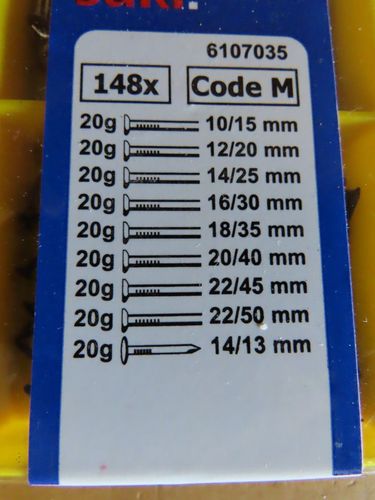 suki.
6107035
148x Code M
20g 10/15 mm
20g 12/20 mm
20g 14/25 mm
20g 16/30 mm
20g 18/35 mm
20g 20/40 mm
20g 22/45 mm
20g 22/50 mm
20g 14/13 mm